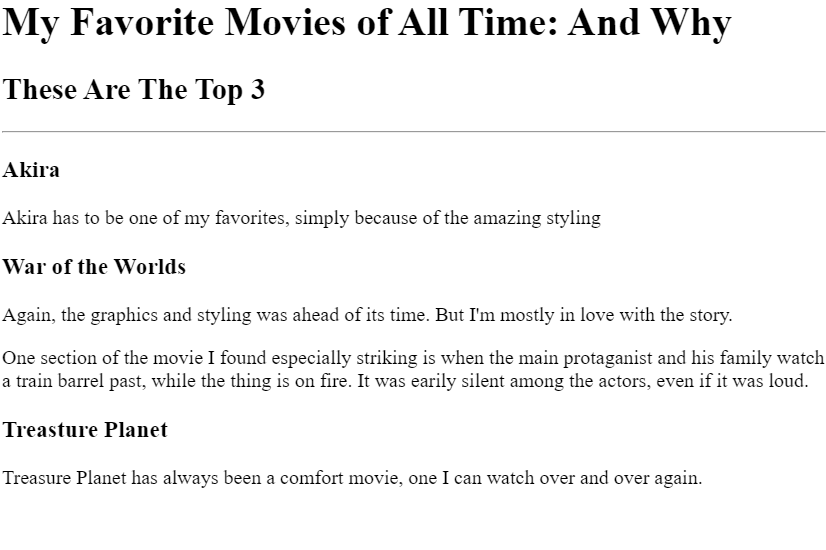 My Favorite Movies of All Time: And Why
These Are The Top 3
Akira
Akira has to be one of my favorites, simply because of the amazing styling
War of the Worlds
Again, the graphics and styling was ahead of its time. But I'm mostly in love with the story.
One section of the movie I found especially striking is when the main protaganist and his family watch
a train barrel past, while the thing is on fire. It was earily silent among the actors, even if it was loud.
Treasture Planet
Treasure Planet has always been a comfort movie, one I can watch over and over again.